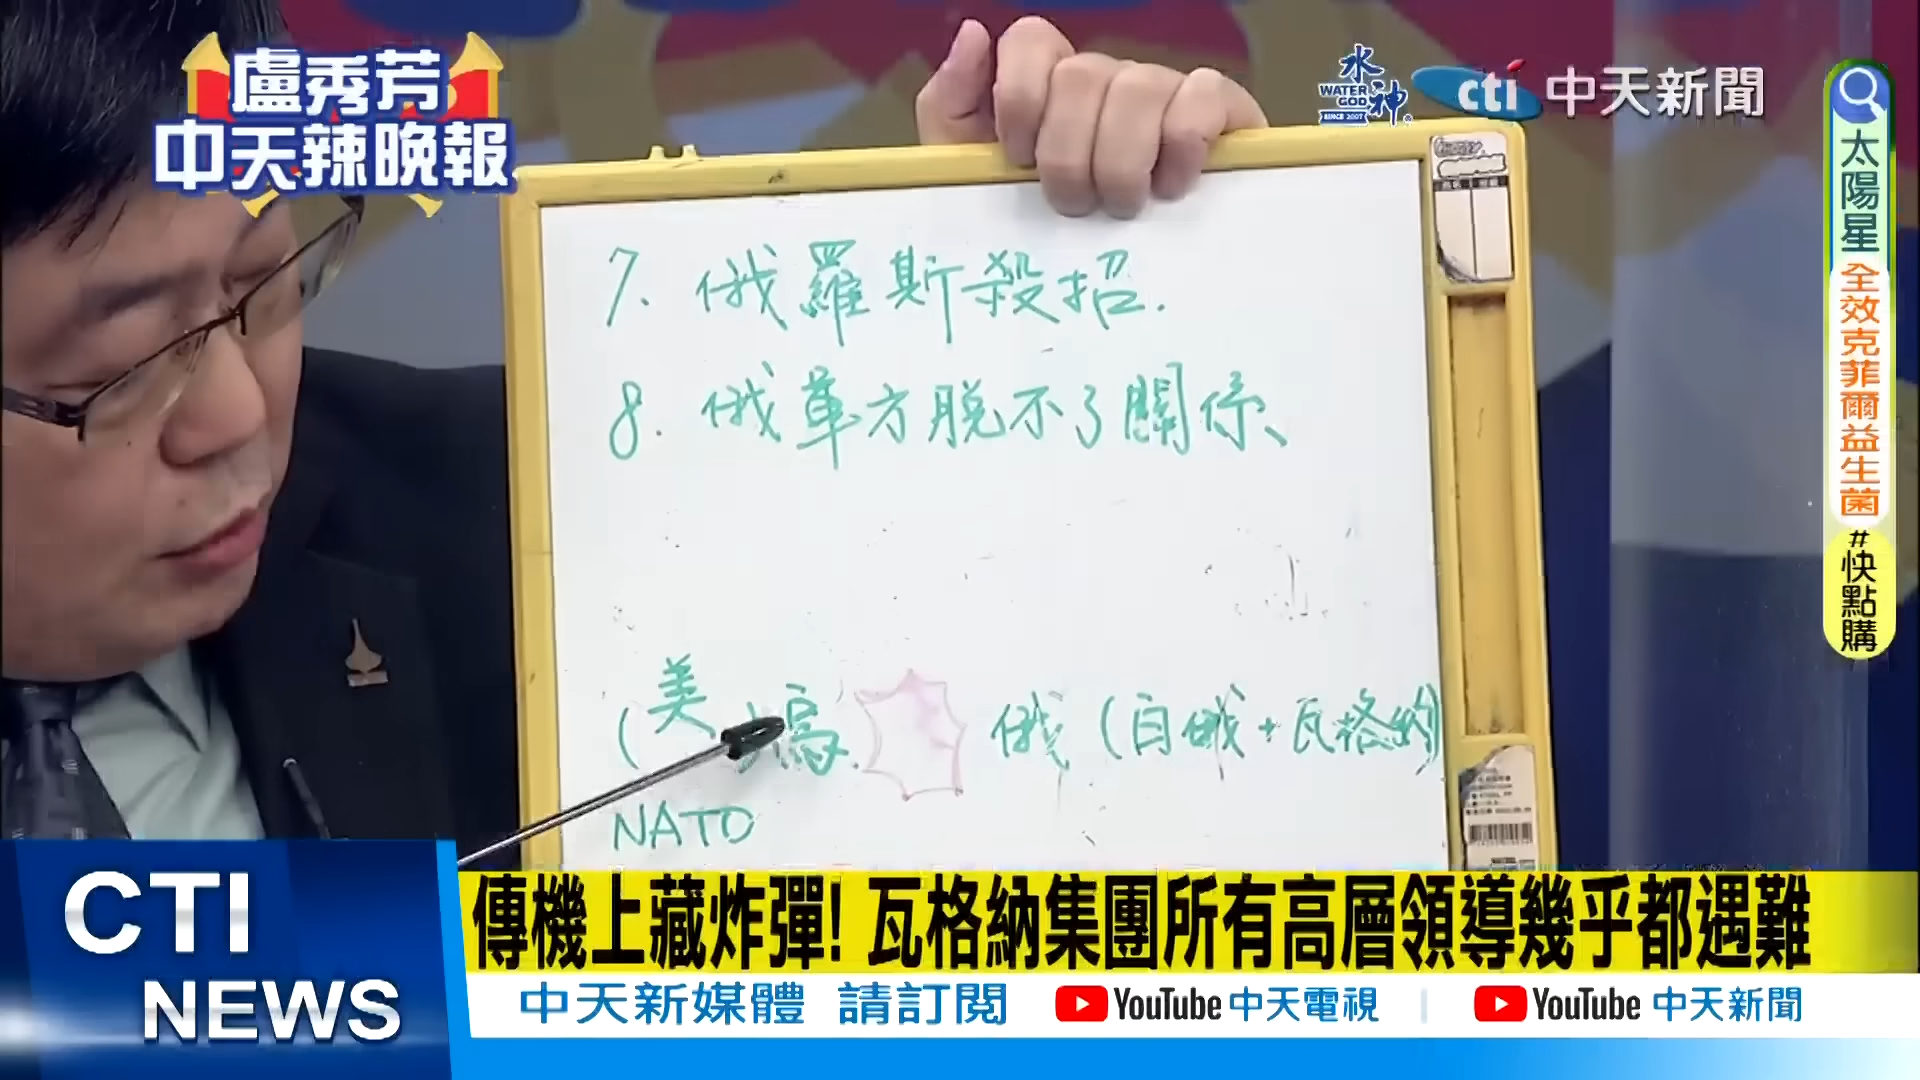 盧秀芳
中天辣晚報
水神
WATER GOD
SINCE 2007
cti 中天新聞
太陽星 全效克菲爾益生菌 #快點購
7. 俄羅斯殺招.
8. 俄軍方脫不了關係、
(美
烏
俄 (白俄+瓦格納)
NATO
CTI NEWS
傳機上藏炸彈! 瓦格納集團所有高層領導幾乎都遇難
中天新媒體 請訂閱 YouTube 中天電視 | YouTube 中天新聞